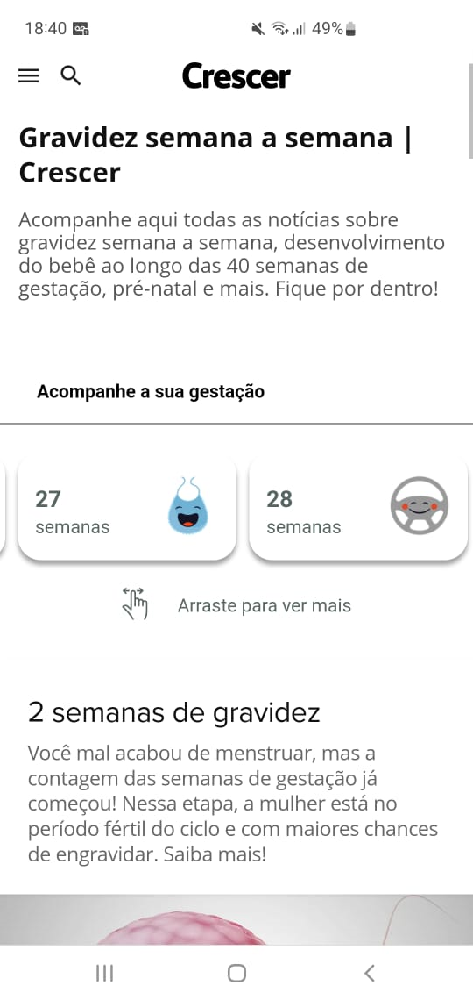 18:40
49%
Crescer
Gravidez semana a semana |
Crescer
Acompanhe aqui todas as notícias sobre
gravidez semana a semana, desenvolvimento
do bebê ao longo das 40 semanas de
gestação, pré-natal e mais. Fique por dentro!
Acompanhe a sua gestação
27
semanas
28
semanas
Arraste para ver mais
2 semanas de gravidez
Você mal acabou de menstruar, mas a
contagem das semanas de gestação já
começou! Nessa etapa, a mulher está no
período fértil do ciclo e com maiores chances
de engravidar. Saiba mais!